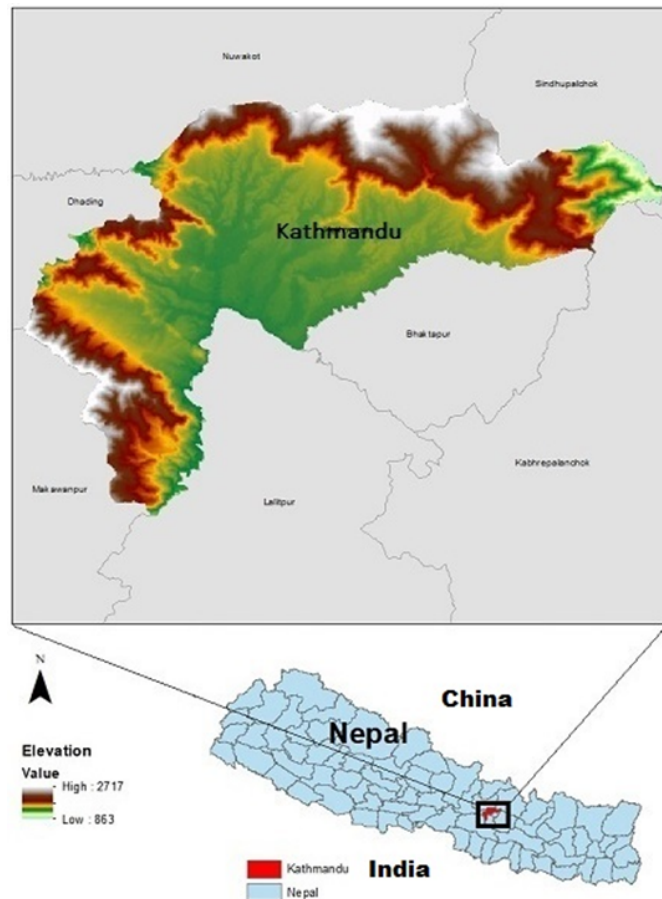 Nuwakot
Sindhupalchok
Dhading
Kathmandu
Bhaktapur
Kabhrepalanchok
Makawanpur
Lalitpur
N
China
Nepal
Elevation
Value
High : 2717
Low : 863
Kathmandu
India
Nepal